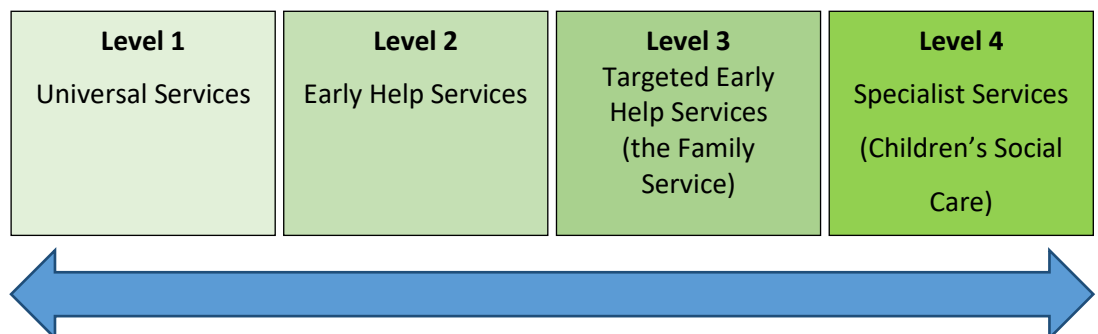 Level 1
Universal Services
Level 2
Early Help Services
Level 3
Targeted Early
Help Services
(the Family
Service)
Level 4
Specialist Services
(Children’s Social
Care)